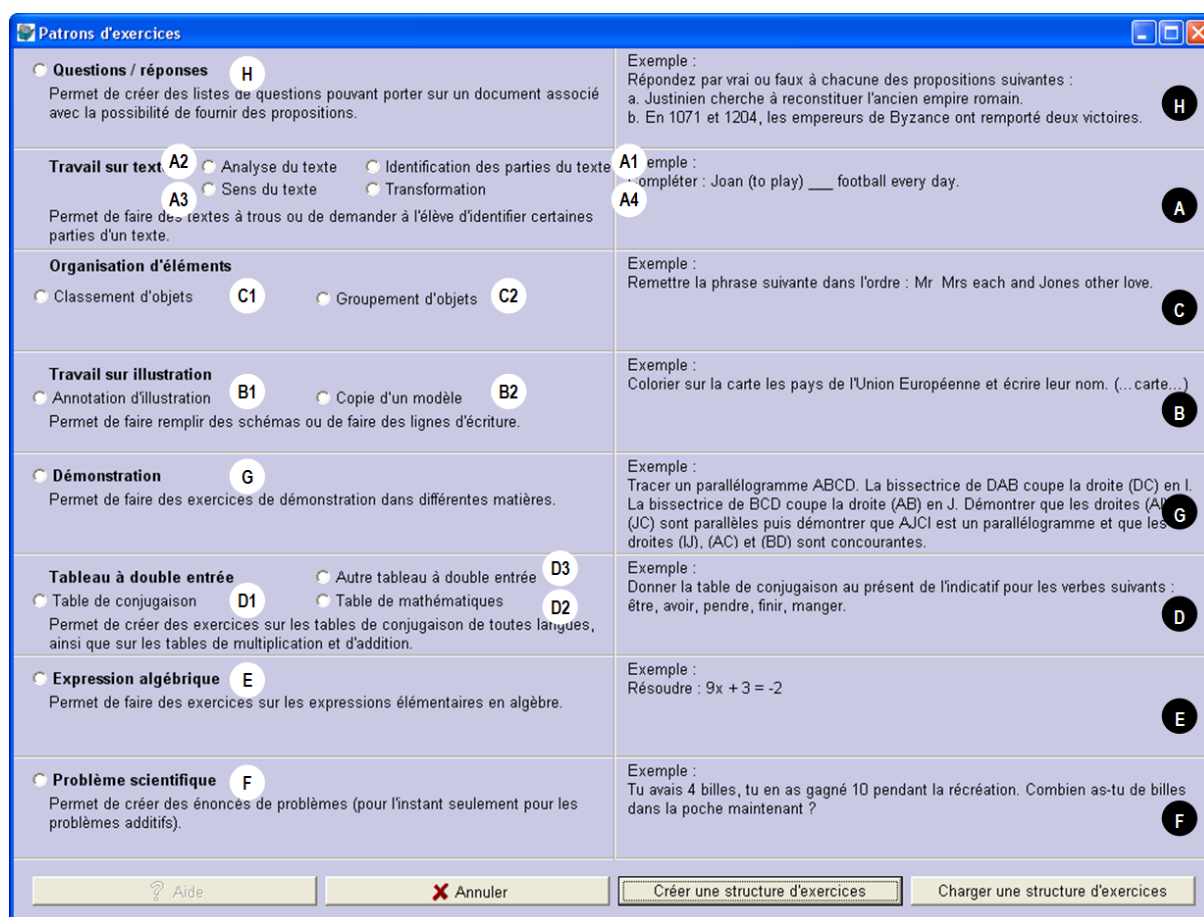 Patrons d'exercices
Questions / réponses
H
Permet de créer des listes de questions pouvant porter sur un document associé
avec la possibilité de fournir des propositions.
Exemple :
Répondez par vrai ou faux à chacune des propositions suivantes :
a. Justinien cherche à reconstituer l'ancien empire romain.
b. En 1071 et 1204, les empereurs de Byzance ont remporté deux victoires.
H
Travail sur text
A2
Analyse du texte
Identification des parties du texte
A1
A3
Sens du texte
Transformation
A4
Permet de faire des textes à trous ou de demander à l'élève d'identifier certaines
parties d'un texte.
emple :
ompléter : Joan (to play) ___ football every day.
A
Organisation d'éléments
Classement d'objets
C1
Groupement d'objets
C2
Exemple :
Remettre la phrase suivante dans l'ordre : Mr Mrs each and Jones other love.
C
Travail sur illustration
Annotation d'illustration
B1
Copie d'un modèle
B2
Permet de faire remplir des schémas ou de faire des lignes d'écriture.
Exemple :
Colorier sur la carte les pays de l'Union Européenne et écrire leur nom. (...carte...)
B
Démonstration
G
Permet de faire des exercices de démonstration dans différentes matières.
Exemple :
Tracer un parallélogramme ABCD. La bissectrice de DAB coupe la droite (DC) en I.
La bissectrice de BCD coupe la droite (AB) en J. Démontrer que les droites (AI)
(JC) sont parallèles puis démontrer que AJCI est un parallélogramme et que les
droites (IJ), (AC) et (BD) sont concourantes.
G
Tableau à double entrée
Autre tableau à double entrée
D3
Table de conjugaison
D1
Table de mathématiques
D2
Permet de créer des exercices sur les tables de conjugaison de toutes langues,
ainsi que sur les tables de multiplication et d'addition.
Exemple :
Donner la table de conjugaison au présent de l'indicatif pour les verbes suivants :
être, avoir, pendre, finir, manger.
D
Expression algébrique
E
Permet de faire des exercices sur les expressions élémentaires en algèbre.
Exemple :
Résoudre : 9x + 3 = -2
E
Problème scientifique
F
Permet de créer des énoncés de problèmes (pour l'instant seulement pour les
problèmes additifs).
Exemple :
Tu avais 4 billes, tu en as gagné 10 pendant la récréation. Combien as-tu de billes
dans la poche maintenant ?
F
? Aide
Annuler
Créer une structure d'exercices
Charger une structure d'exercices